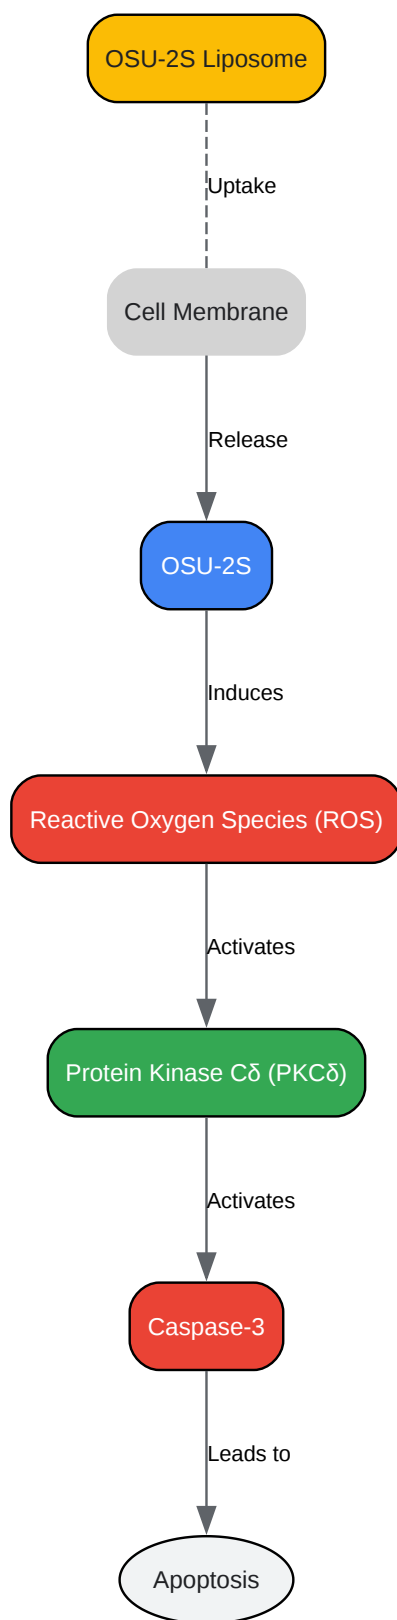 OSU-2S Liposome
Uptake
Cell Membrane
Release
OSU-2S
Induces
Reactive Oxygen Species (ROS)
Activates
Protein Kinase Cδ (PKCδ)
Activates
Caspase-3
Leads to
Apoptosis